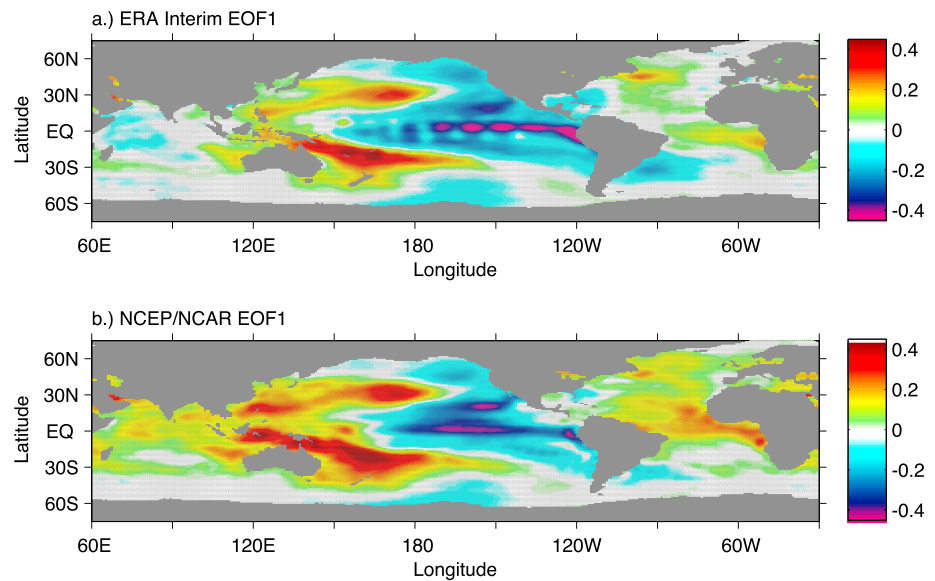 a.) ERA Interim EOF1
60N
30N
EQ
30S
60S
Latitude
60E
120E
180
120W
60W
Longitude
0.4
0.2
0
-0.2
-0.4
b.) NCEP/NCAR EOF1
60N
30N
EQ
30S
60S
Latitude
60E
120E
180
120W
60W
Longitude
0.4
0.2
0
-0.2
-0.4